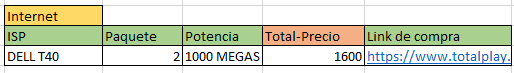 Internet
ISP Paquete Potencia Total-Precio Link de compra
DELL T40 2 1000 MEGAS 1600 https://www.totalplay.